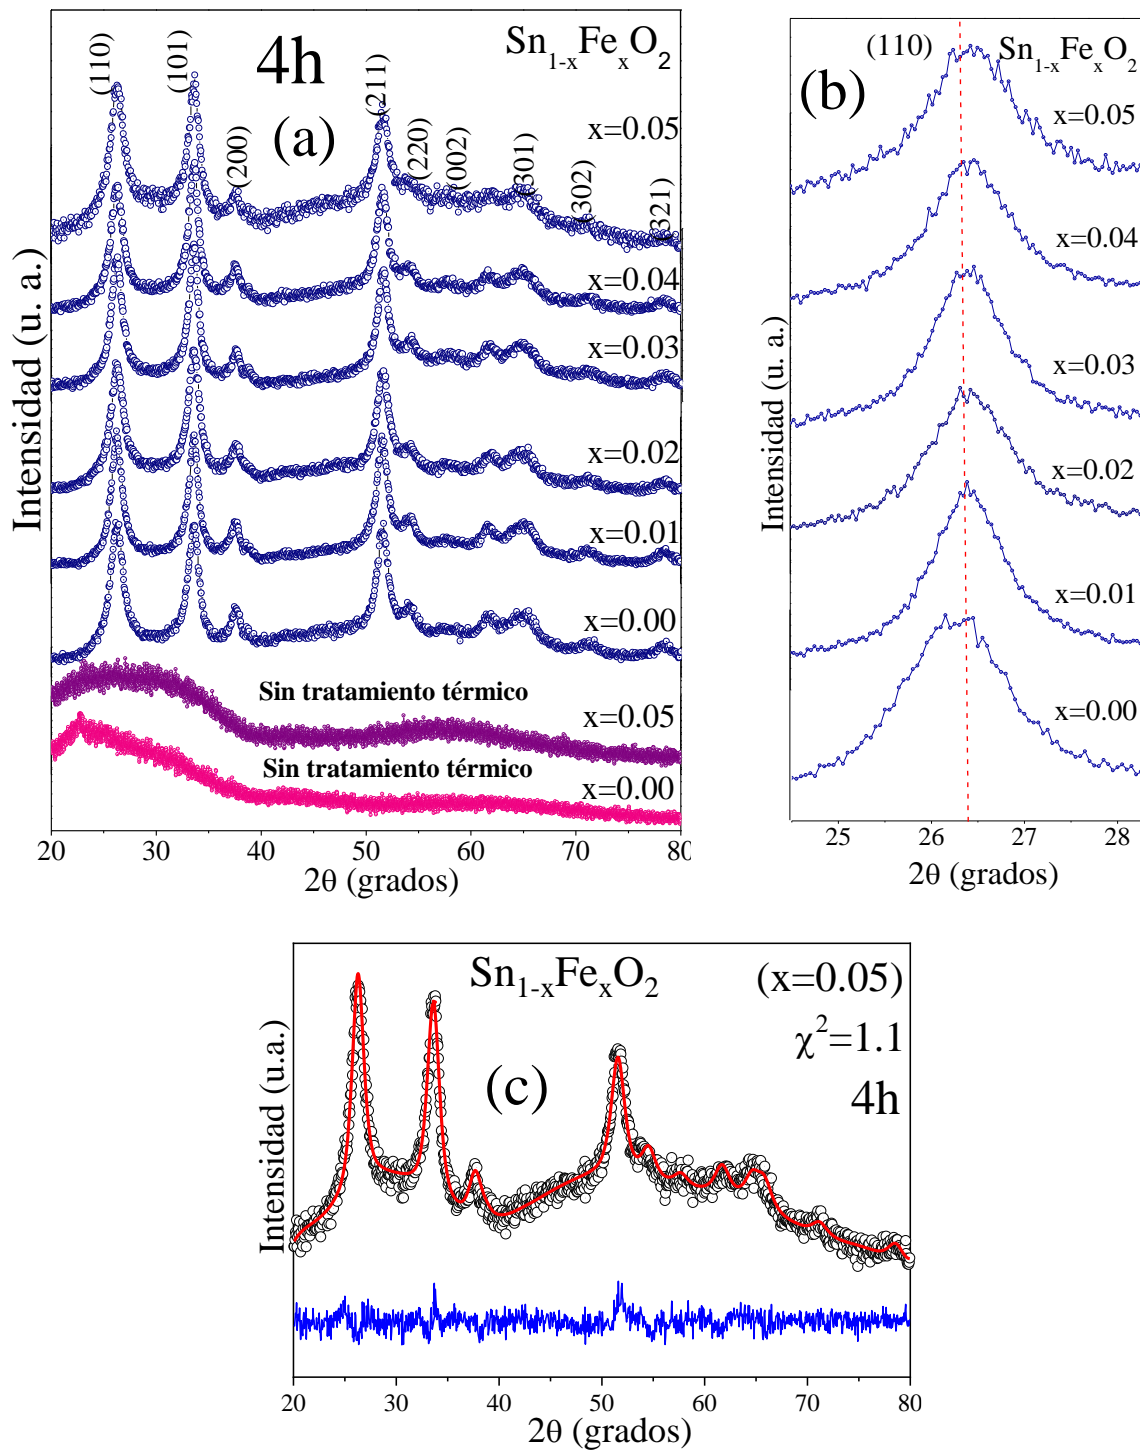 4h
Sn1-xFexO2
(a)
(110)
(101)
(200)
(211)
(220)
(002)
(301)
(302)
(321)
x=0.05
x=0.04
x=0.03
x=0.02
x=0.01
x=0.00
Sin tratamiento térmico
x=0.05
Sin tratamiento térmico
x=0.00
Intensidad (u. a.)
20 30 40 50 60 70 80
2θ (grados)
(110)
Sn1-xFexO2
(b)
x=0.05
x=0.04
x=0.03
x=0.02
x=0.01
x=0.00
Intensidad (u. a.)
25 26 27 28
2θ (grados)
Sn1-xFexO2
(x=0.05)
χ2=1.1
4h
(c)
Intensidad (u.a.)
20 30 40 50 60 70 80
2θ (grados)